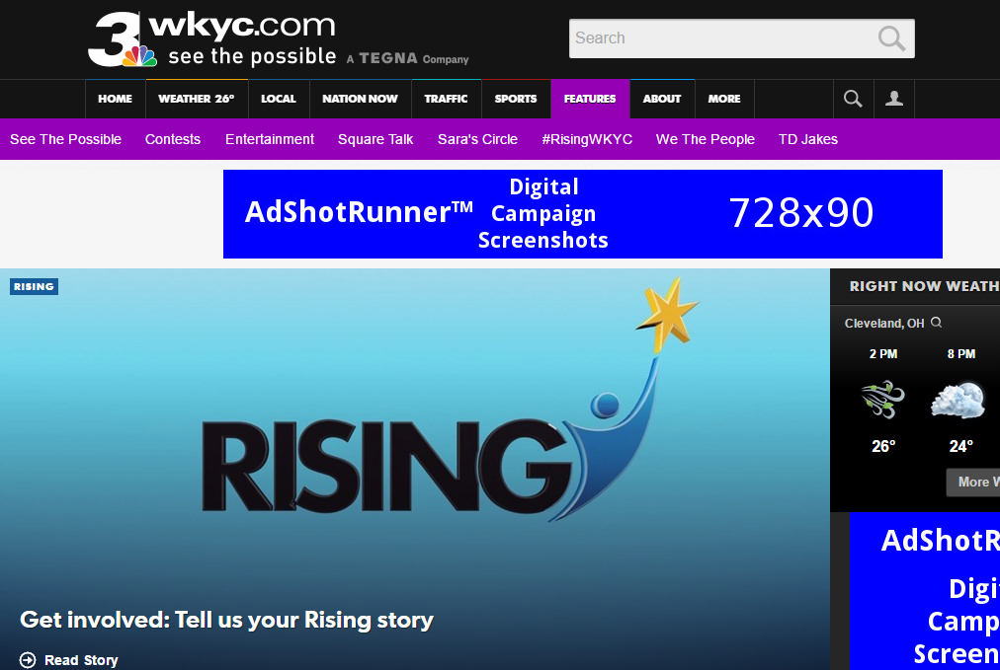 3 wkyc.com
see the possible A TEGNA Company
Search
HOME WEATHER 26° LOCAL NATION NOW TRAFFIC SPORTS FEATURES ABOUT MORE
See The Possible Contests Entertainment Square Talk Sara's Circle #RisingWKYC We The People TD Jakes
AdShotRunner™
Digital
Campaign
Screenshots
728x90
RISING
RISING
Get involved: Tell us your Rising story
Read Story
RIGHT NOW WEATH
Cleveland, OH
2 PM 8 PM
26° 24°
More W
AdShotR
Digi
Camp
Screen